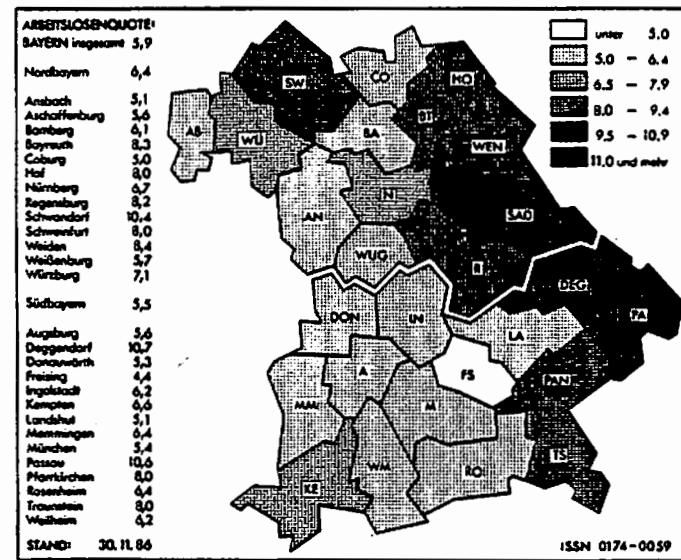 ARBEITSLOSENQUOTE:
BAYERN insgesamt 5,9
Nordbayern 6,4
Ansbach 5,1
Aschaffenburg 5,6
Bamberg 6,1
Bayreuth 8,3
Coburg 5,0
Hof 8,0
Nürnberg 6,7
Regensburg 8,2
Schwandorf 10,4
Schweinfurt 8,0
Weiden 8,4
Weißenburg 5,7
Würzburg 7,1
Südbayern 5,5
Augsburg 5,6
Deggendorf 10,7
Donauwörth 5,3
Freising 4,4
Ingolstadt 6,2
Kempten 6,6
Landshut 5,1
Memmingen 6,4
München 5,4
Passau 10,6
Pfarrkirchen 8,0
Rosenheim 6,4
Traunstein 8,0
Weilheim 6,2
STAND: 30.11.86
unter 5.0
5.0 - 6.4
6.5 - 7.9
8.0 - 9.4
9.5 - 10,9
11,0 und mehr
CO
HO
SW
BT
AB
WÜ
BA
WEN
N
AN
SAD
WUG
R
DEG
PA
DON
IN
LA
A
FS
PAN
MM
M
TS
WM
RO
KE
ISSN 0174-0059